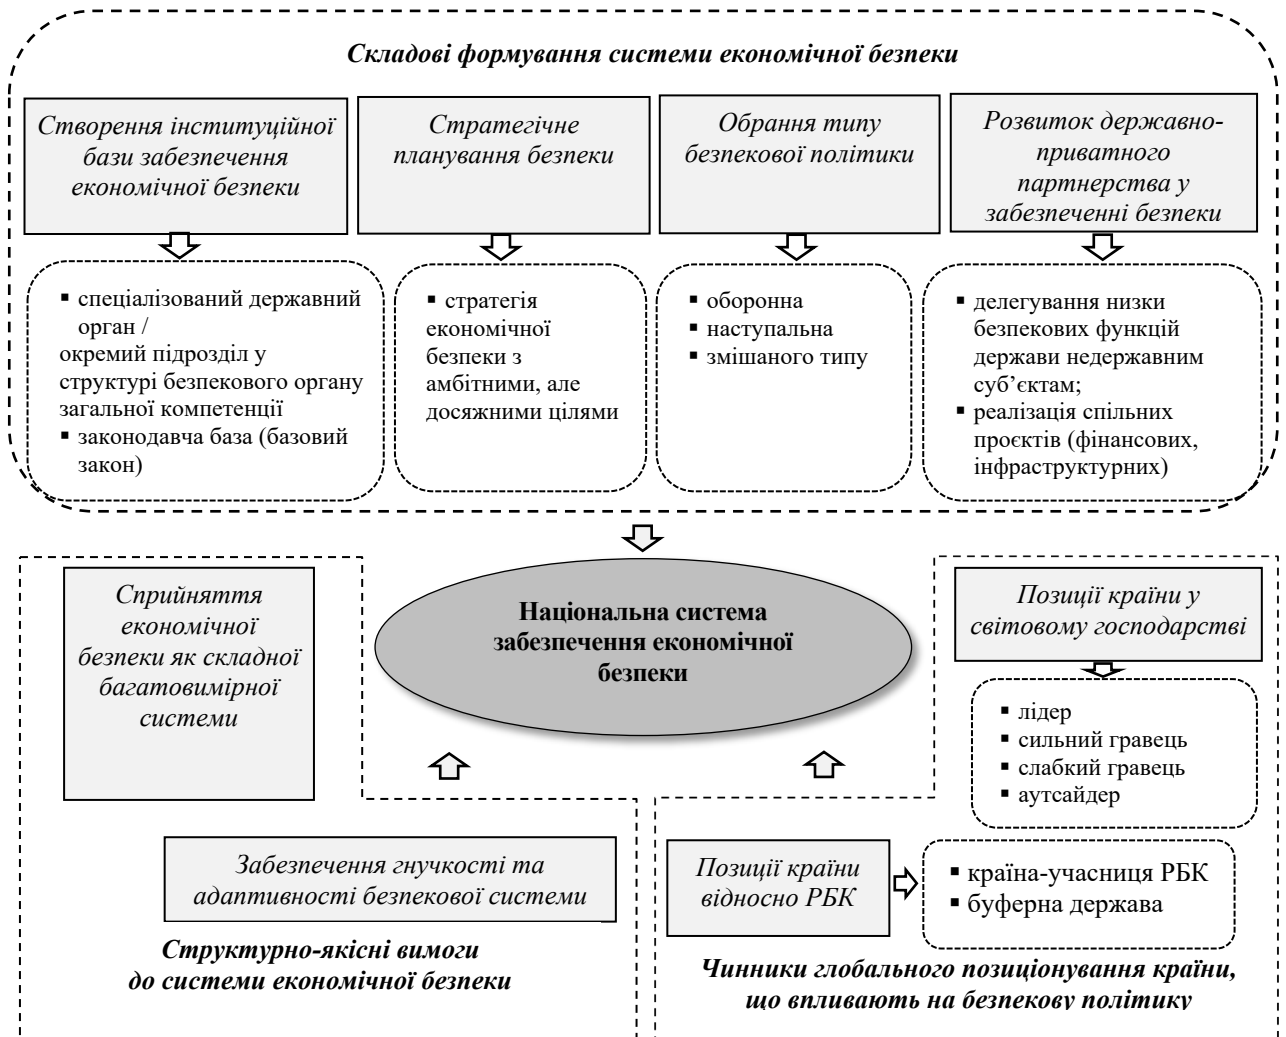 Складові формування системи економічної безпеки
Створення інституційної
бази забезпечення
економічної безпеки
Стратегічне
планування безпеки
Обрання типу
безпекової політики
Розвиток державно-
приватного
партнерства у
забезпеченні безпеки
▪ спеціалізований державний
орган /
окремий підрозділ у
структурі безпекового органу
загальної компетенції
▪ законодавча база (базовий
закон)
▪ стратегія
економічної
безпеки з
амбітними, але
досяжними цілями
▪ оборонна
▪ наступальна
▪ змішаного типу
▪ делегування низки
безпекових функцій
держави недержавним
суб’єктам;
▪ реалізація спільних
проєктів (фінансових,
інфраструктурних)
Національна система
забезпечення економічної
безпеки
Сприйняття
економічної
безпеки як складної
багатовимірної
системи
Забезпечення гнучкості та
адаптивності безпекової системи
Структурно-якісні вимоги
до системи економічної безпеки
Позиції країни у
світовому господарстві
▪ лідер
▪ сильний гравець
▪ слабкий гравець
▪ аутсайдер
Позиції країни
відносно РБК
▪ країна-учасниця РБК
▪ буферна держава
Чинники глобального позиціонування країни,
що впливають на безпекову політику